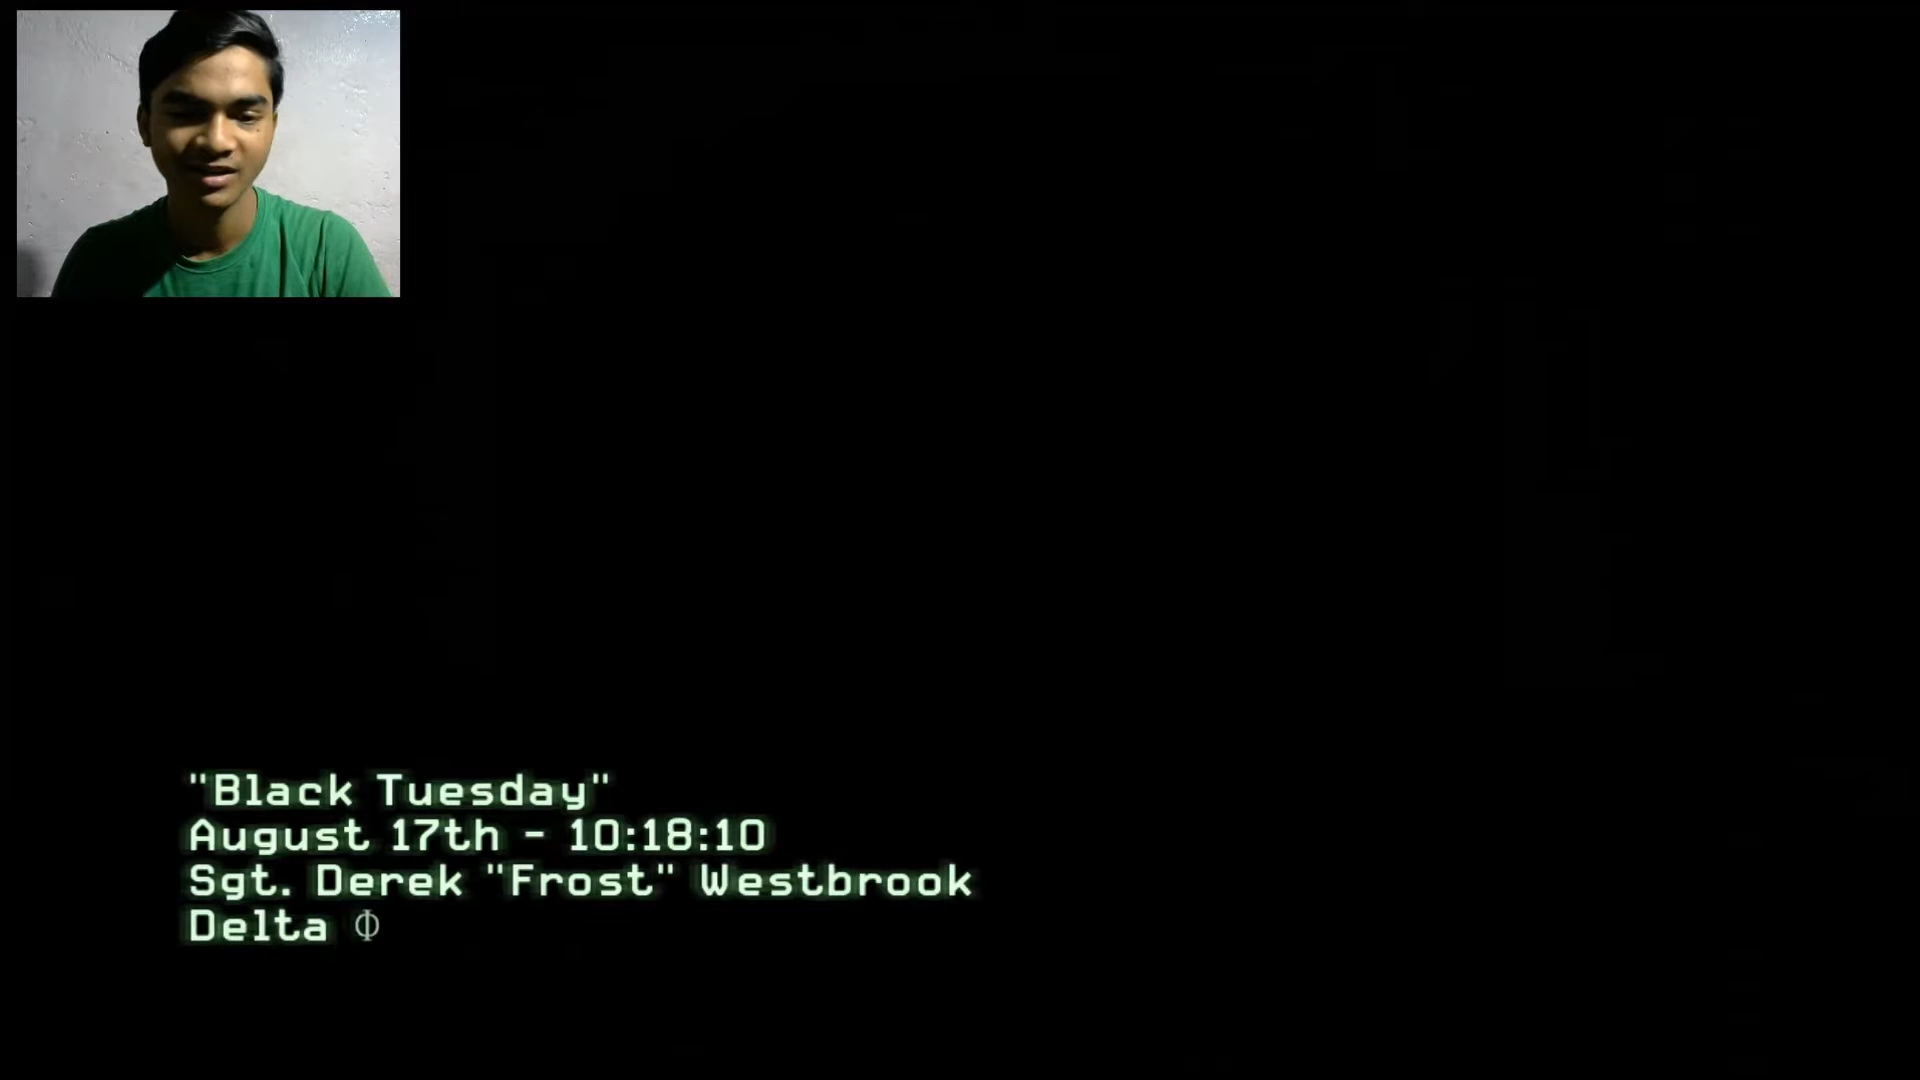 "Black Tuesday"
August 17th - 10:18:10
Sgt. Derek "Frost" Westbrook
Delta Φ